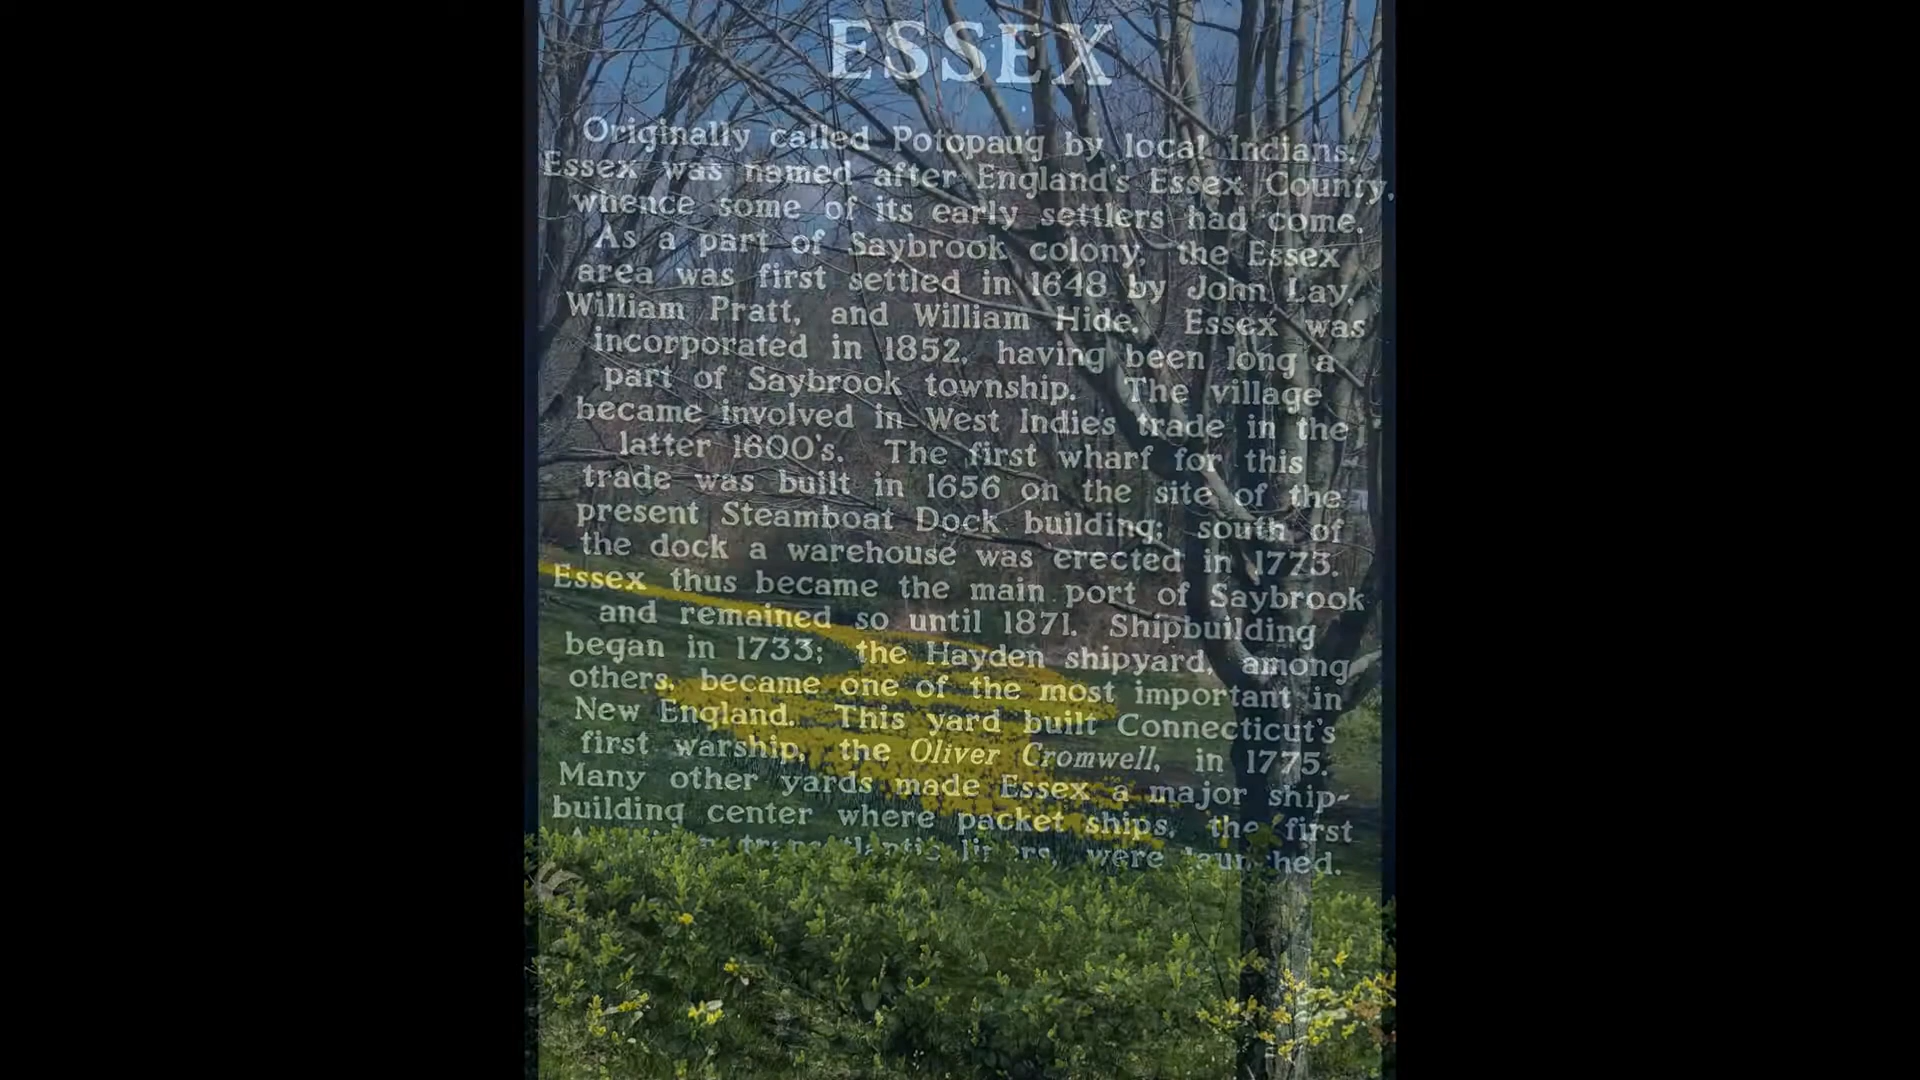 ESSEX
Originally called Potopaug by local Indians,
Essex was named after England's Essex County,
whence some of its early settlers had come.
As a part of Saybrook colony, the Essex
area was first settled in 1648 by John Lay,
William Pratt, and William Hide. Essex was
incorporated in 1852, having been long a
part of Saybrook township. The village
became involved in West Indies trade in the
latter 1600's. The first wharf for this
trade was built in 1656 on the site of the
present Steamboat Dock building; south of
the dock a warehouse was erected in 1773.
Essex thus became the main port of Saybrook
and remained so until 1871. Shipbuilding
began in 1733; the Hayden shipyard, among
others, became one of the most important in
New England. This yard built Connecticut's
first warship, the Oliver Cromwell, in 1775.
Many other yards made Essex a major ship-
building center where packet ships, the first
transatlantic liners, were launched.